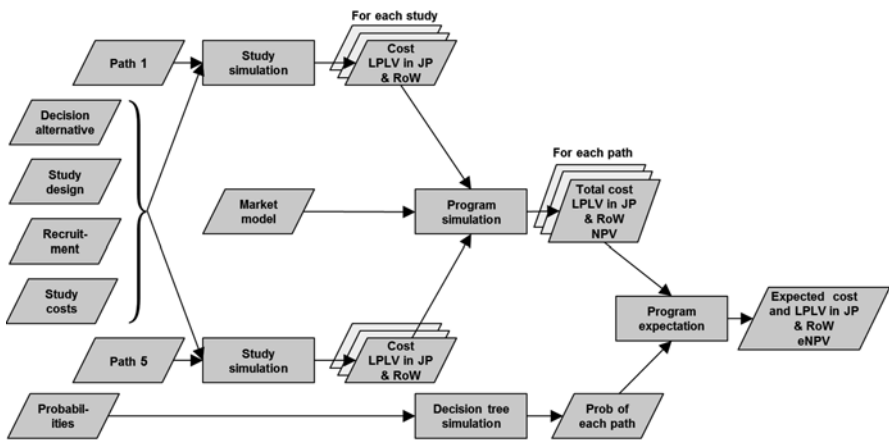 For each study
Path 1
Study
simulation
Cost
LPLV in JP
& RoW
Decision
alternative
Study
design
Recruit-
ment
Study
costs
Market
model
Program
simulation
For each path
Total cost
LPLV in JP
& RoW
NPV
Program
expectation
Expected cost
and LPLV in JP
& RoW
eNPV
Path 5
Study
simulation
Cost
LPLV in JP
& RoW
Probabil-
ities
Decision tree
simulation
Prob of
each path